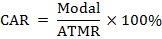 CAR = Modal / ATMR × 100%